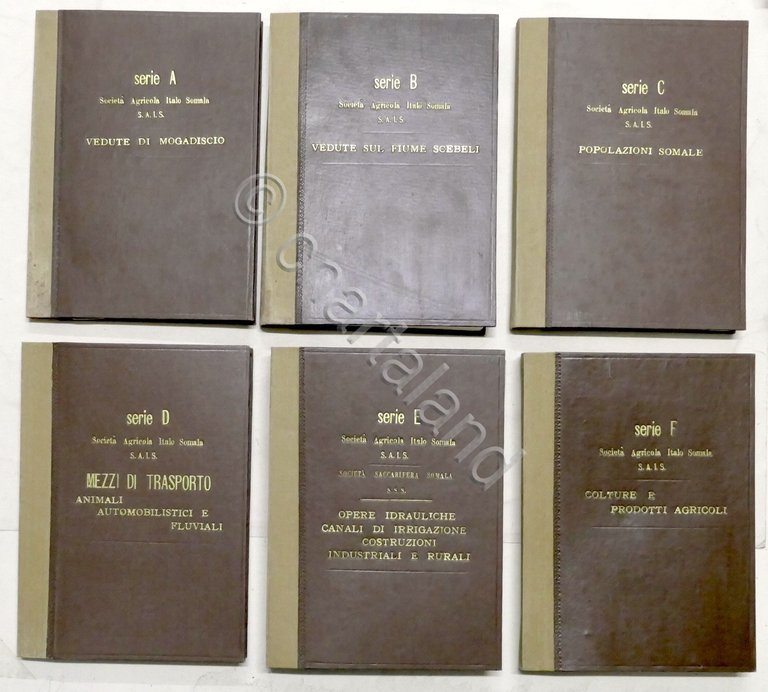 serie A
Società Agricola Italo Somala
S.A.I.S.
VEDUTE DI MOGADISCIO
serie B
Società Agricola Italo Somala
S.A.I.S.
VEDUTE SUL FIUME SCEBELI
serie C
Società Agricola Italo Somala
S.A.I.S.
POPOLAZIONI SOMALE
serie D
Società Agricola Italo Somala
S.A.I.S.
MEZZI DI TRASPORTO
ANIMALI
AUTOMOBILISTICI E
FLUVIALI
serie E
Società Agricola Italo Somala
S.A.I.S.
SOCIETÀ SACCARIFERA SOMALA
S.S.S.
OPERE IDRAULICHE
CANALI DI IRRIGAZIONE
COSTRUZIONI
INDUSTRIALI E RURALI
serie F
Società Agricola Italo Somala
S.A.I.S.
COLTURE E
PRODOTTI AGRICOLI
© chartaland